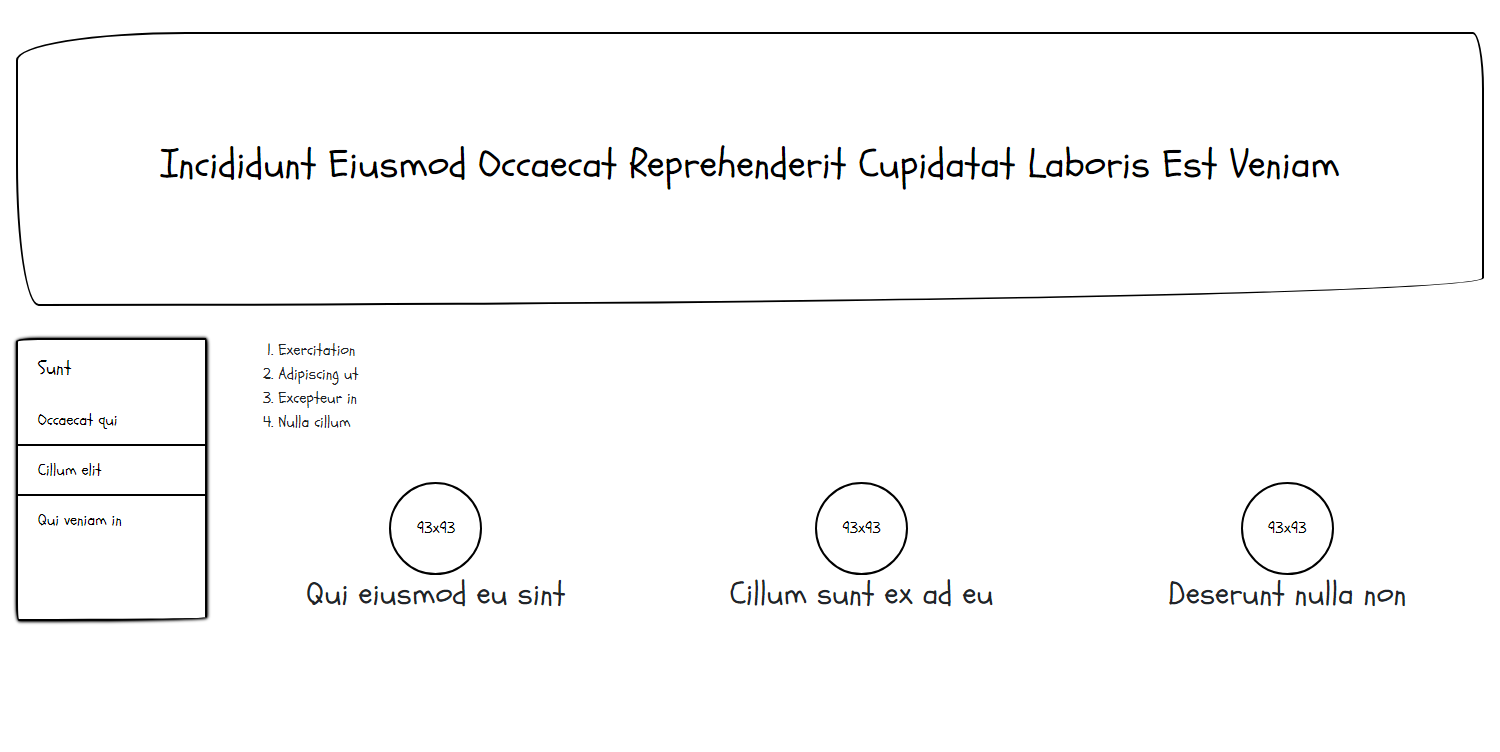 Incididunt Eiusmod Occaecat Reprehenderit Cupidatat Laboris Est Veniam
Sunt
Occaecat qui
Cillum elit
Qui veniam in
1. Exercitation
2. Adipiscing ut
3. Excepteur in
4. Nulla cillum
93x93
Qui eiusmod eu sint
93x93
Cillum sunt ex ad eu
93x93
Deserunt nulla non